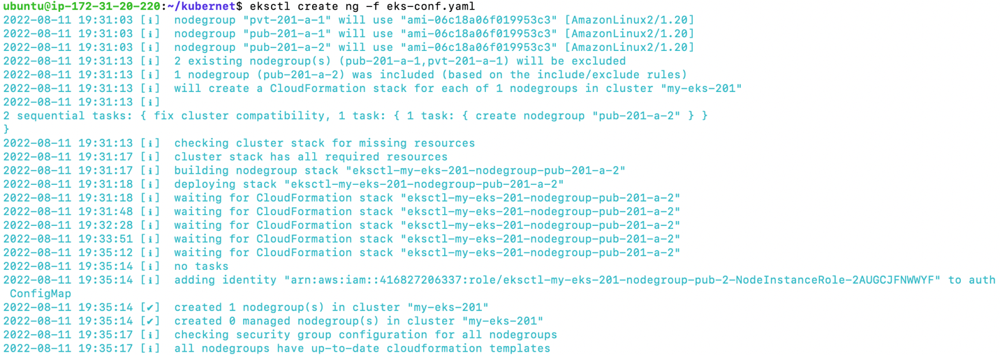 ubuntu@ip-172-31-20-220:~/kubernet$ eksctl create ng -f eks-conf.yaml
2022-08-11 19:31:03 [ℹ]  nodegroup "pvt-201-a-1" will use "ami-06c18a06f019953c3" [AmazonLinux2/1.20]
2022-08-11 19:31:03 [ℹ]  nodegroup "pub-201-a-1" will use "ami-06c18a06f019953c3" [AmazonLinux2/1.20]
2022-08-11 19:31:03 [ℹ]  nodegroup "pub-201-a-2" will use "ami-06c18a06f019953c3" [AmazonLinux2/1.20]
2022-08-11 19:31:13 [ℹ]  2 existing nodegroup(s) (pub-201-a-1,pvt-201-a-1) will be excluded
2022-08-11 19:31:13 [ℹ]  1 nodegroup (pub-201-a-2) was included (based on the include/exclude rules)
2022-08-11 19:31:13 [ℹ]  will create a CloudFormation stack for each of 1 nodegroups in cluster "my-eks-201"
2022-08-11 19:31:13 [ℹ]
2 sequential tasks: { fix cluster compatibility, 1 task: { 1 task: { create nodegroup "pub-201-a-2" } }
}
2022-08-11 19:31:13 [ℹ]  checking cluster stack for missing resources
2022-08-11 19:31:17 [ℹ]  cluster stack has all required resources
2022-08-11 19:31:17 [ℹ]  building nodegroup stack "eksctl-my-eks-201-nodegroup-pub-201-a-2"
2022-08-11 19:31:18 [ℹ]  deploying stack "eksctl-my-eks-201-nodegroup-pub-201-a-2"
2022-08-11 19:31:18 [ℹ]  waiting for CloudFormation stack "eksctl-my-eks-201-nodegroup-pub-201-a-2"
2022-08-11 19:31:48 [ℹ]  waiting for CloudFormation stack "eksctl-my-eks-201-nodegroup-pub-201-a-2"
2022-08-11 19:32:28 [ℹ]  waiting for CloudFormation stack "eksctl-my-eks-201-nodegroup-pub-201-a-2"
2022-08-11 19:33:51 [ℹ]  waiting for CloudFormation stack "eksctl-my-eks-201-nodegroup-pub-201-a-2"
2022-08-11 19:35:12 [ℹ]  waiting for CloudFormation stack "eksctl-my-eks-201-nodegroup-pub-201-a-2"
2022-08-11 19:35:14 [ℹ]  no tasks
2022-08-11 19:35:14 [ℹ]  adding identity "arn:aws:iam::416827206337:role/eksctl-my-eks-201-nodegroup-pub-2-NodeInstanceRole-2AUGCJFNWWYF" to auth
 ConfigMap
2022-08-11 19:35:14 [✔]  created 1 nodegroup(s) in cluster "my-eks-201"
2022-08-11 19:35:14 [✔]  created 0 managed nodegroup(s) in cluster "my-eks-201"
2022-08-11 19:35:17 [ℹ]  checking security group configuration for all nodegroups
2022-08-11 19:35:17 [ℹ]  all nodegroups have up-to-date cloudformation templates